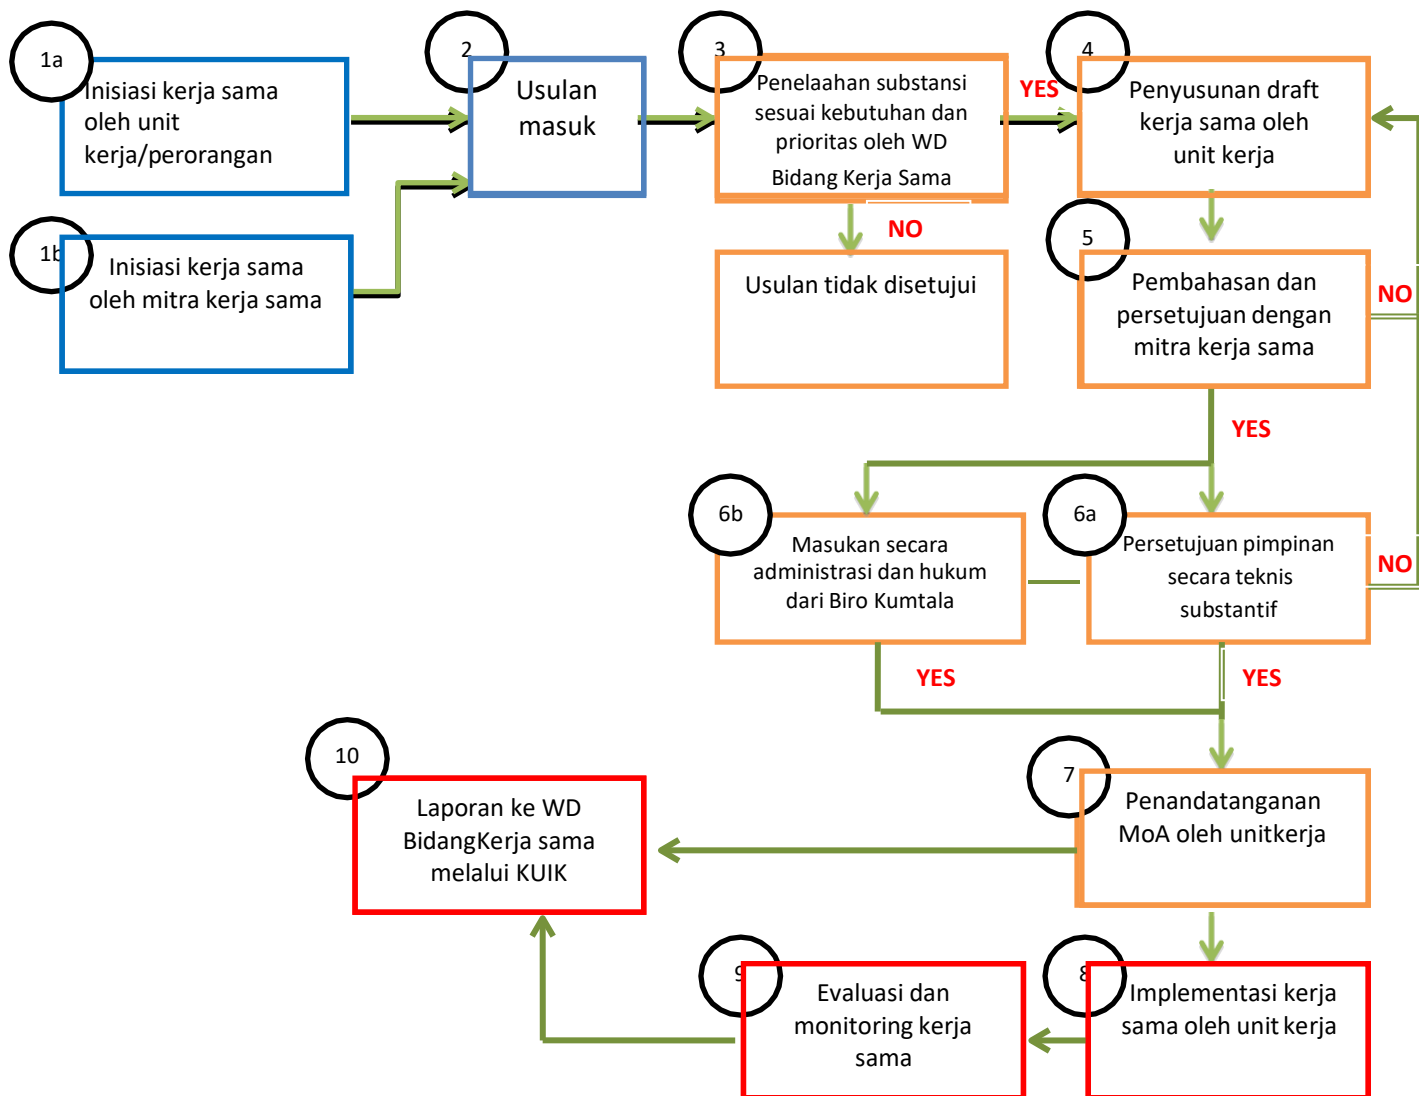 1a
Inisiasi kerja sama
oleh unit
kerja/perorangan
1b
Inisiasi kerja sama
oleh mitra kerja sama
2
Usulan
masuk
3
Penelaahan substansi
sesuai kebutuhan dan
prioritas oleh WD
Bidang Kerja Sama
YES
NO
Usulan tidak disetujui
4
Penyusunan draft
kerja sama oleh
unit kerja
5
Pembahasan dan
persetujuan dengan
mitra kerja sama
NO
YES
6b
Masukan secara
administrasi dan hukum
dari Biro Kumtala
6a
Persetujuan pimpinan
secara teknis
substantif
NO
YES
YES
7
Penandatanganan
MoA oleh unitkerja
10
Laporan ke WD
BidangKerja sama
melalui KUIK
9
Evaluasi dan
monitoring kerja
sama
8
Implementasi kerja
sama oleh unit kerja